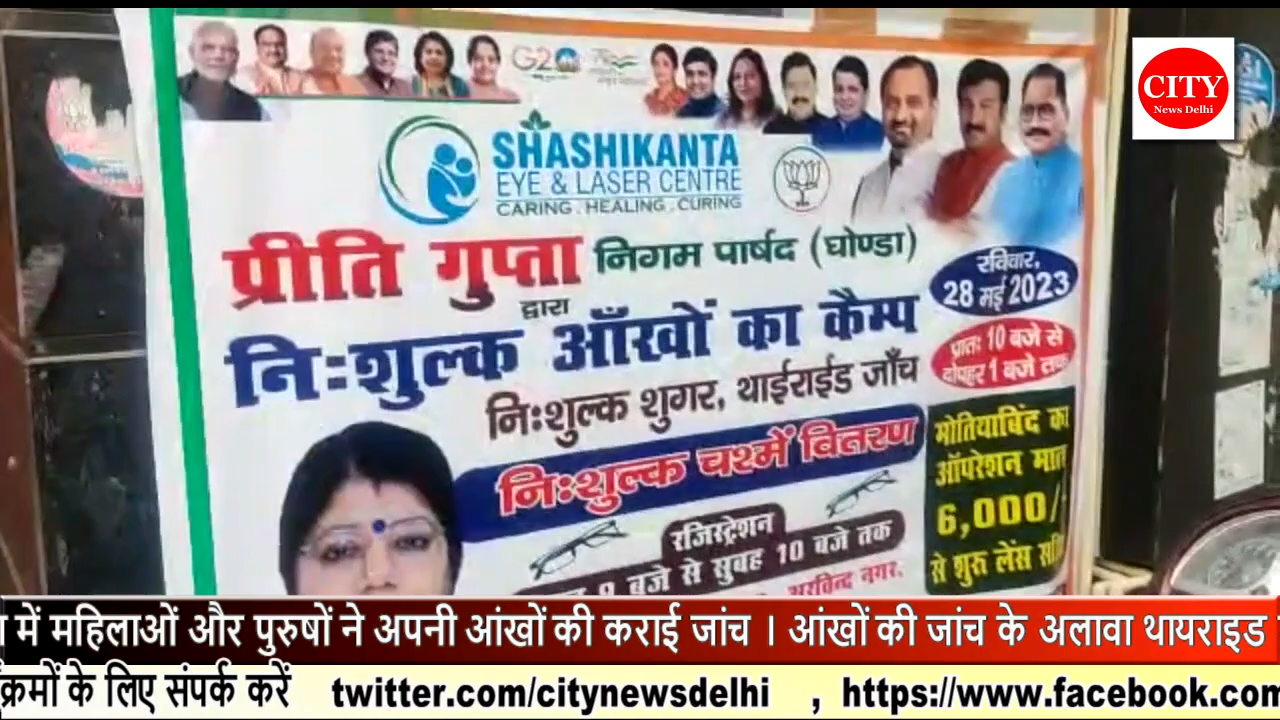 G20
CITY
News Delhi
SHASHIKANTA
EYE & LASER CENTRE
CARING . HEALING . CURING
प्रीति गुप्ता निगम पार्षद (घोण्डा)
द्वारा
रविवार,
28 मई 2023
निःशुल्क आँखों का कैम्प
प्रातः 10 बजे से
दोपहर 1 बजे तक
निःशुल्क शुगर, थाईराईड जाँच
निःशुल्क चश्में वितरण
मोतियाबिंद का
ऑपरेशन मात्र
6,000/
से शुरू लेंस
रजिस्ट्रेशन
बजे से सुबह 10 बजे तक
अरविन्द नगर,
में महिलाओं और पुरुषों ने अपनी आंखों की कराई जांच । आंखों की जांच के अलावा थायराइड
के लिए संपर्क करें twitter.com/citynewsdelhi , https://www.facebook.com